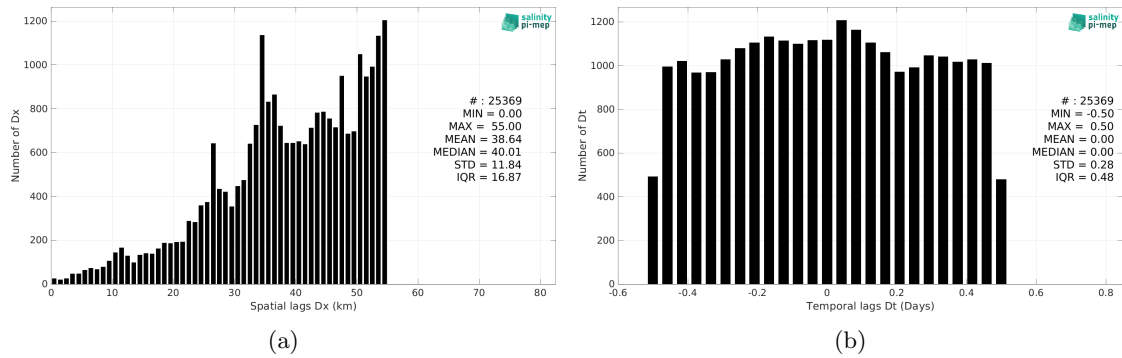 1200
1000
800
600
400
200
0
Number of Dx
0 10 20 30 40 50 60 70 80
Spatial lags Dx (km)
salinity
pi-mep
# : 25369
MIN = 0.00
MAX = 55.00
MEAN = 38.64
MEDIAN = 40.01
STD = 11.84
IQR = 16.87
(a)
1200
1000
800
600
400
200
0
Number of Dt
-0.6 -0.4 -0.2 0 0.2 0.4 0.6 0.8
Temporal lags Dt (Days)
salinity
pi-mep
# : 25369
MIN = -0.50
MAX = 0.50
MEAN = 0.00
MEDIAN = 0.00
STD = 0.28
IQR = 0.48
(b)